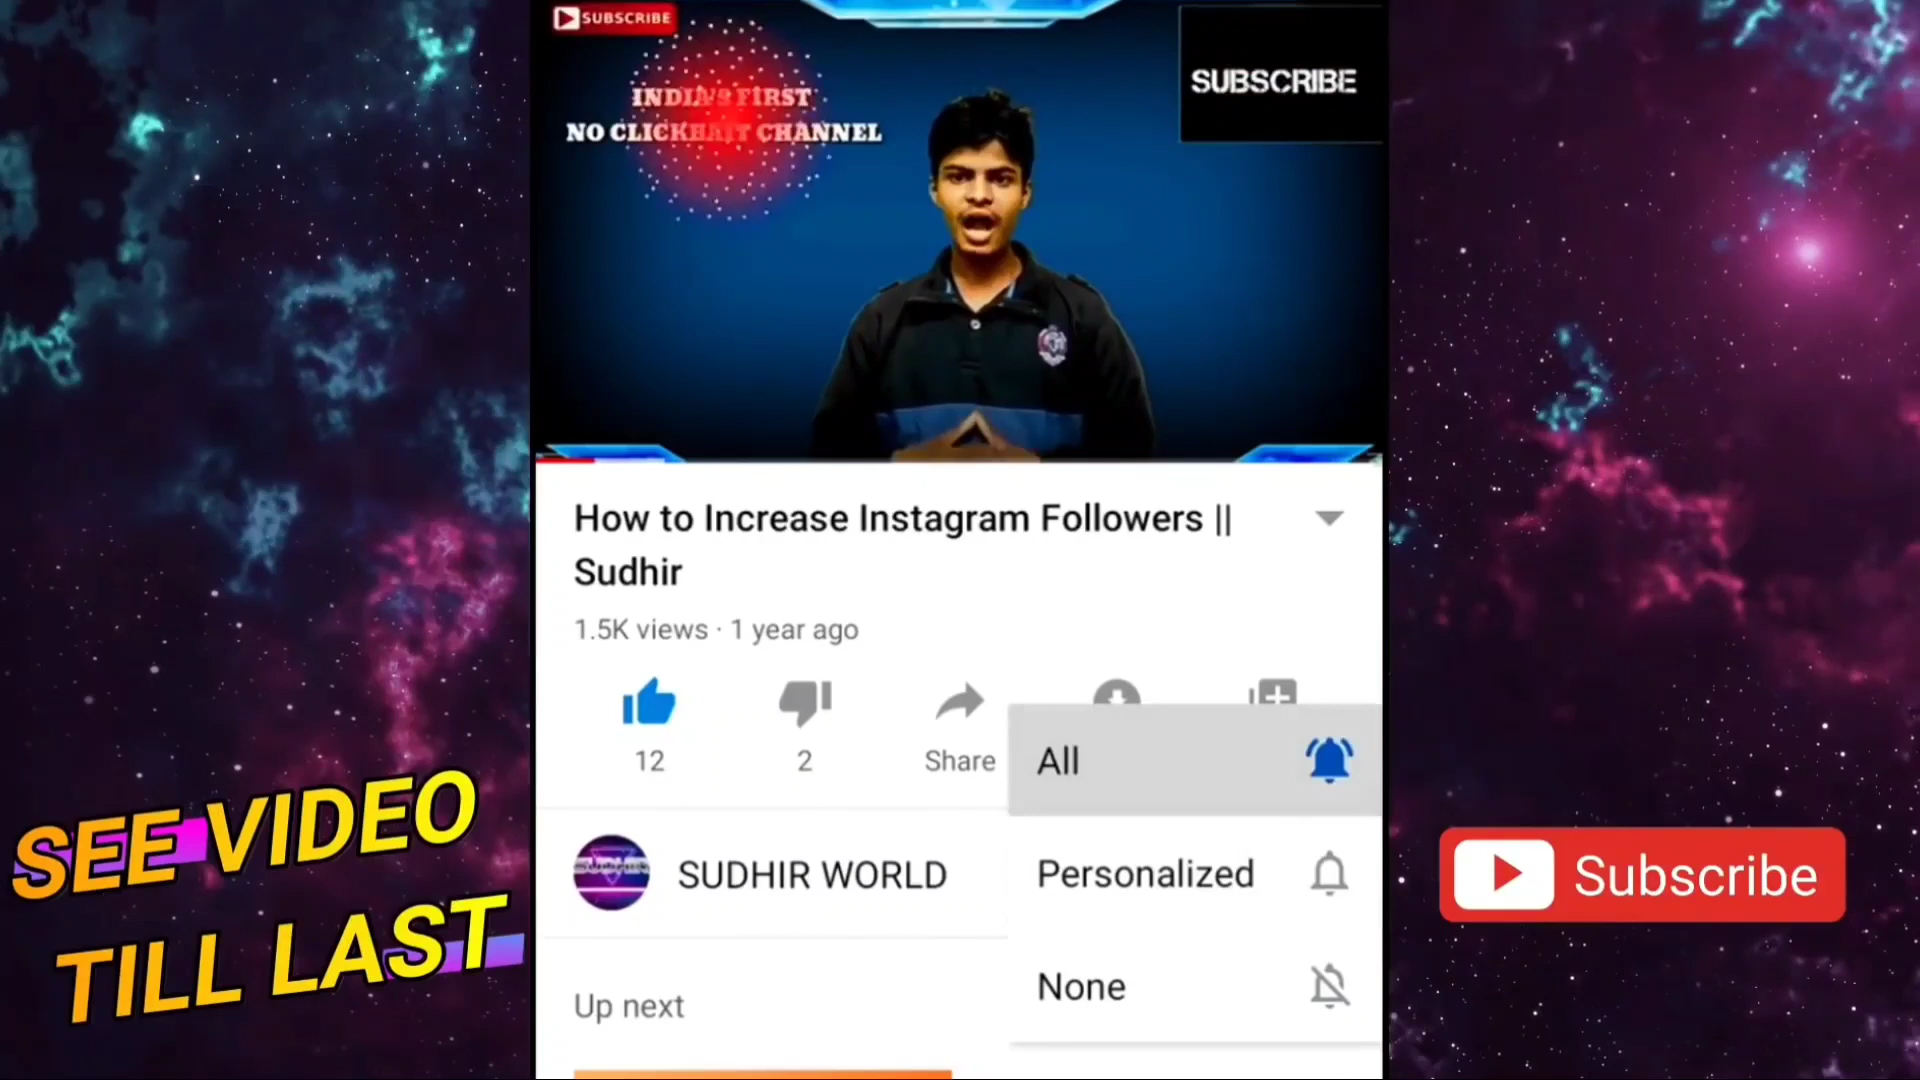 SUBSCRIBE
INDIA'S FIRST
NO CLICKBAIT CHANNEL
SUBSCRIBE
How to Increase Instagram Followers ||
Sudhir
1.5K views · 1 year ago
12
2
Share
All
SUDHIR
SUDHIR WORLD
Personalized
None
Up next
SEE VIDEO
TILL LAST
Subscribe